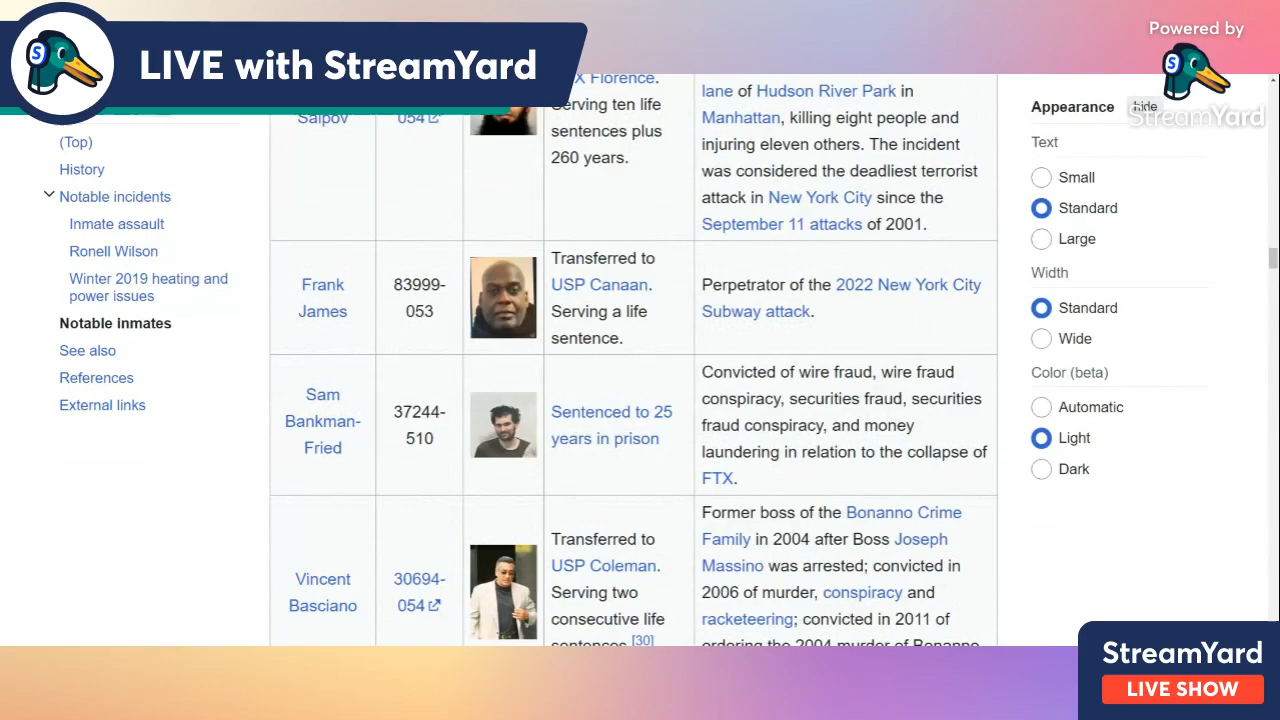 LIVE with StreamYard
Powered by
StreamYard
(Top)
History
Notable incidents
Inmate assault
Ronell Wilson
Winter 2019 heating and
power issues
Notable inmates
See also
References
External links
Saipov
054
X Florence.
Serving ten life
sentences plus
260 years.
lane of Hudson River Park in
Manhattan, killing eight people and
injuring eleven others. The incident
was considered the deadliest terrorist
attack in New York City since the
September 11 attacks of 2001.
Frank
James
83999-
053
Transferred to
USP Canaan.
Serving a life
sentence.
Perpetrator of the 2022 New York City
Subway attack.
Sam
Bankman-
Fried
37244-
510
Sentenced to 25
years in prison
Convicted of wire fraud, wire fraud
conspiracy, securities fraud, securities
fraud conspiracy, and money
laundering in relation to the collapse of
FTX.
Vincent
Basciano
30694-
054
Transferred to
USP Coleman.
Serving two
consecutive life
sentences.[30]
Former boss of the Bonanno Crime
Family in 2004 after Boss Joseph
Massino was arrested; convicted in
2006 of murder, conspiracy and
racketeering; convicted in 2011 of
ordering the 2004 murder of Bonanno
Appearance hide
Text
Small
Standard
Large
Width
Standard
Wide
Color (beta)
Automatic
Light
Dark
StreamYard
LIVE SHOW